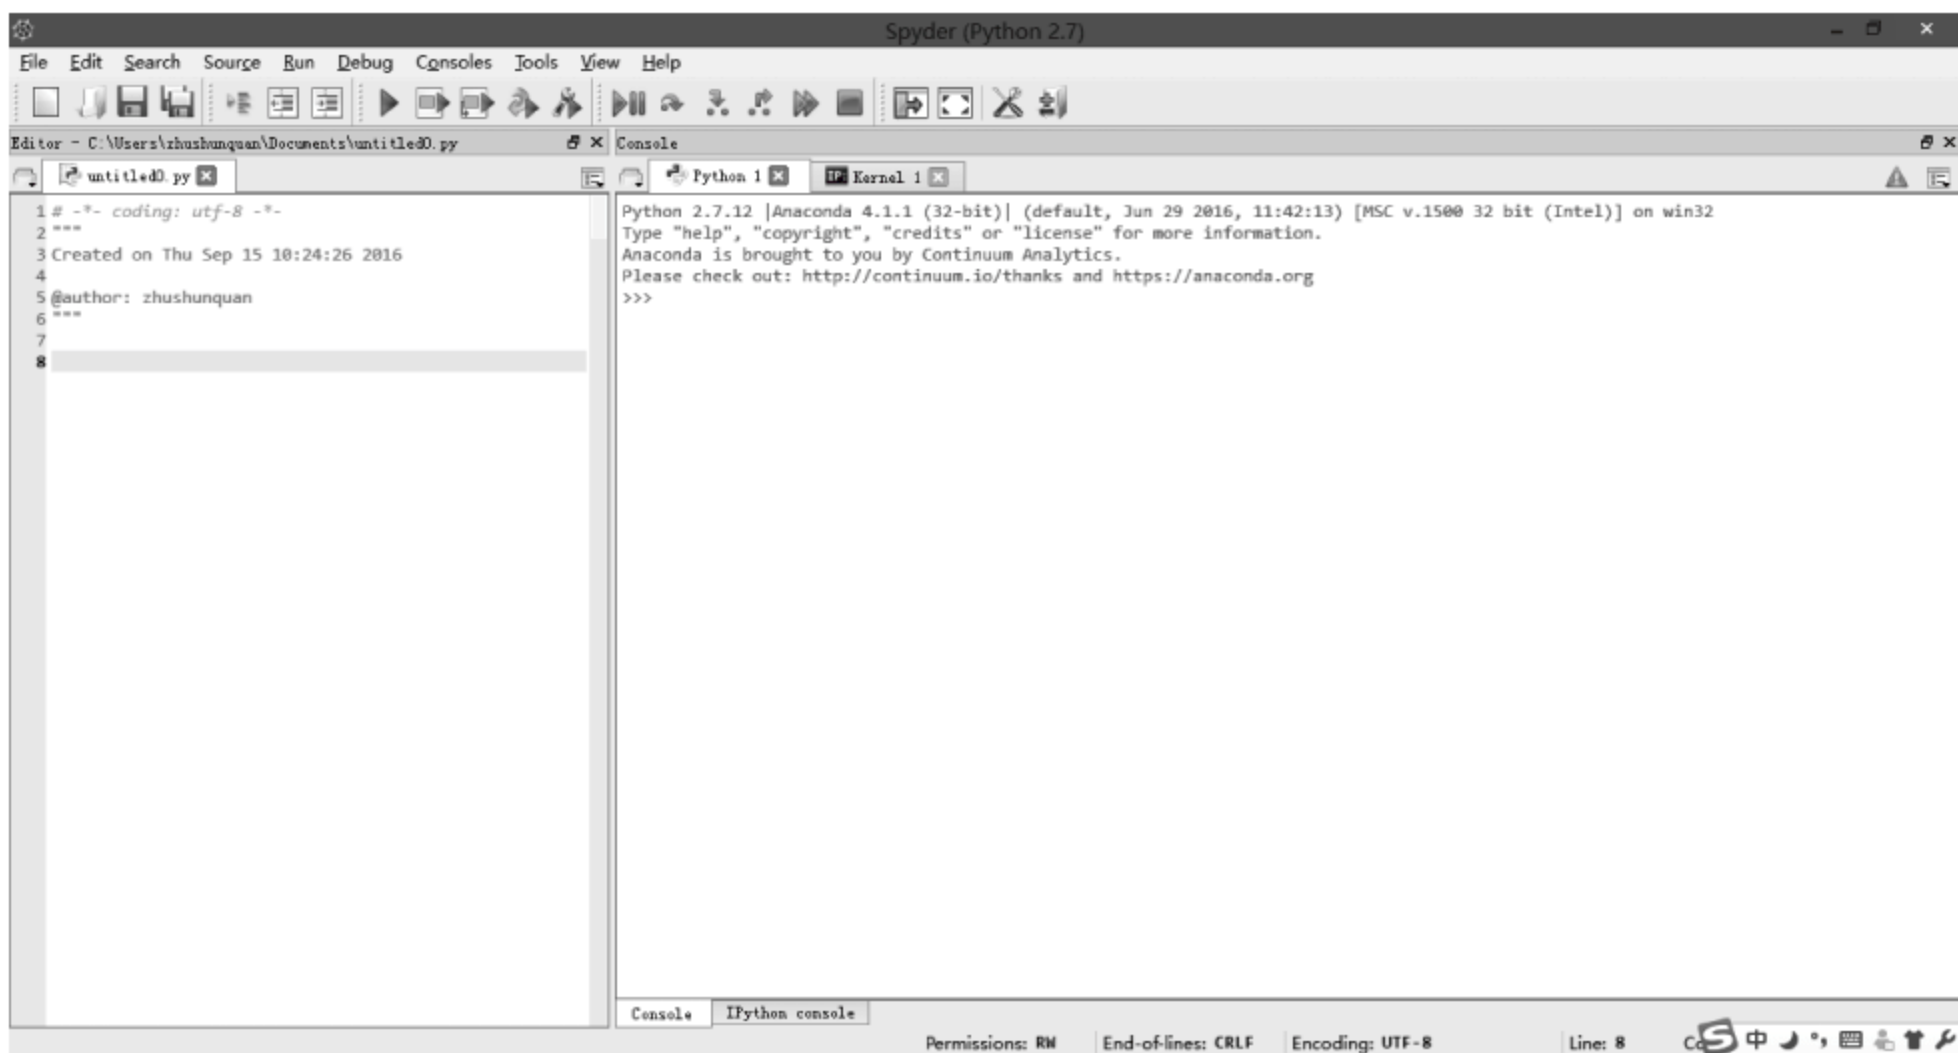 Spyder (Python 2.7)
File Edit Search Source Run Debug Consoles Tools View Help
Editor - C:\Users\zhushunquan\Documents\untitled0.py
Console
untitled0.py
Python 1
IP[ Kernel 1
1 # -*- coding: utf-8 -*-
2 """
3 Created on Thu Sep 15 10:24:26 2016
4
5 @author: zhushunquan
6 """
7
8
Python 2.7.12 |Anaconda 4.1.1 (32-bit)| (default, Jun 29 2016, 11:42:13) [MSC v.1500 32 bit (Intel)] on win32
Type "help", "copyright", "credits" or "license" for more information.
Anaconda is brought to you by Continuum Analytics.
Please check out: http://continuum.io/thanks and https://anaconda.org
>>>
Console IPython console
Permissions: RW End-of-lines: CRLF Encoding: UTF-8 Line: 8
中